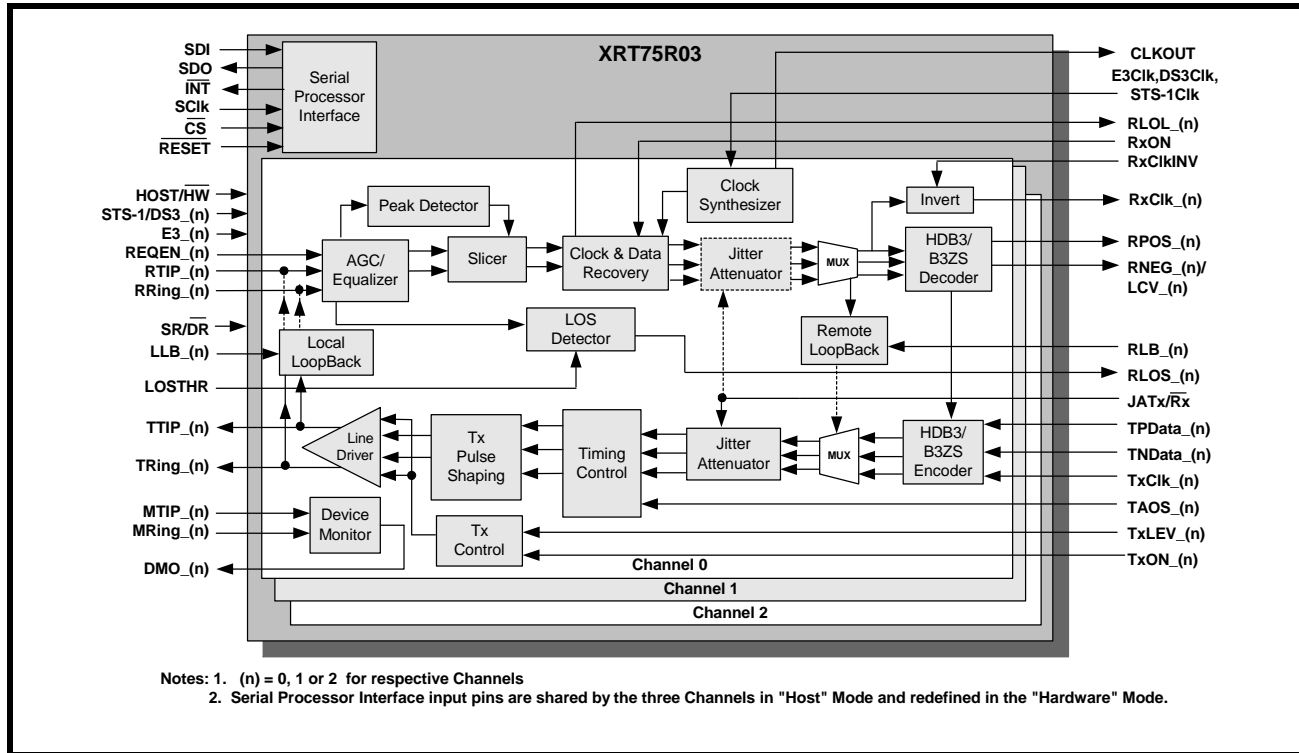 XRT75R03
SDI
SDO
INT
SClk
CS
RESET
Serial
Processor
Interface
CLKOUT
E3Clk,DS3Clk,
STS-1Clk
RLOL_(n)
RxON
RxClkINV
RxClk_(n)
RPOS_(n)
RNEG_(n)/
LCV_(n)
RLB_(n)
RLOS_(n)
JATx/Rx
TPData_(n)
TNData_(n)
TxClk_(n)
TAOS_(n)
TxLEV_(n)
TxON_(n)
HOST/HW
STS-1/DS3_(n)
E3_(n)
REQEN_(n)
RTIP_(n)
RRing_(n)
SR/DR
LLB_(n)
LOSTHR
TTIP_(n)
TRing_(n)
MTIP_(n)
MRing_(n)
DMO_(n)
Peak Detector
AGC/
Equalizer
Slicer
Clock & Data
Recovery
Clock
Synthesizer
Jitter
Attenuator
MUX
Invert
HDB3/
B3ZS
Decoder
LOS
Detector
Remote
LoopBack
Local
LoopBack
Line
Driver
Tx
Pulse
Shaping
Timing
Control
Jitter
Attenuator
MUX
HDB3/
B3ZS
Encoder
Device
Monitor
Tx
Control
Channel 0
Channel 1
Channel 2
Notes: 1. (n) = 0, 1 or 2 for respective Channels
2. Serial Processor Interface input pins are shared by the three Channels in "Host" Mode and redefined in the "Hardware" Mode.